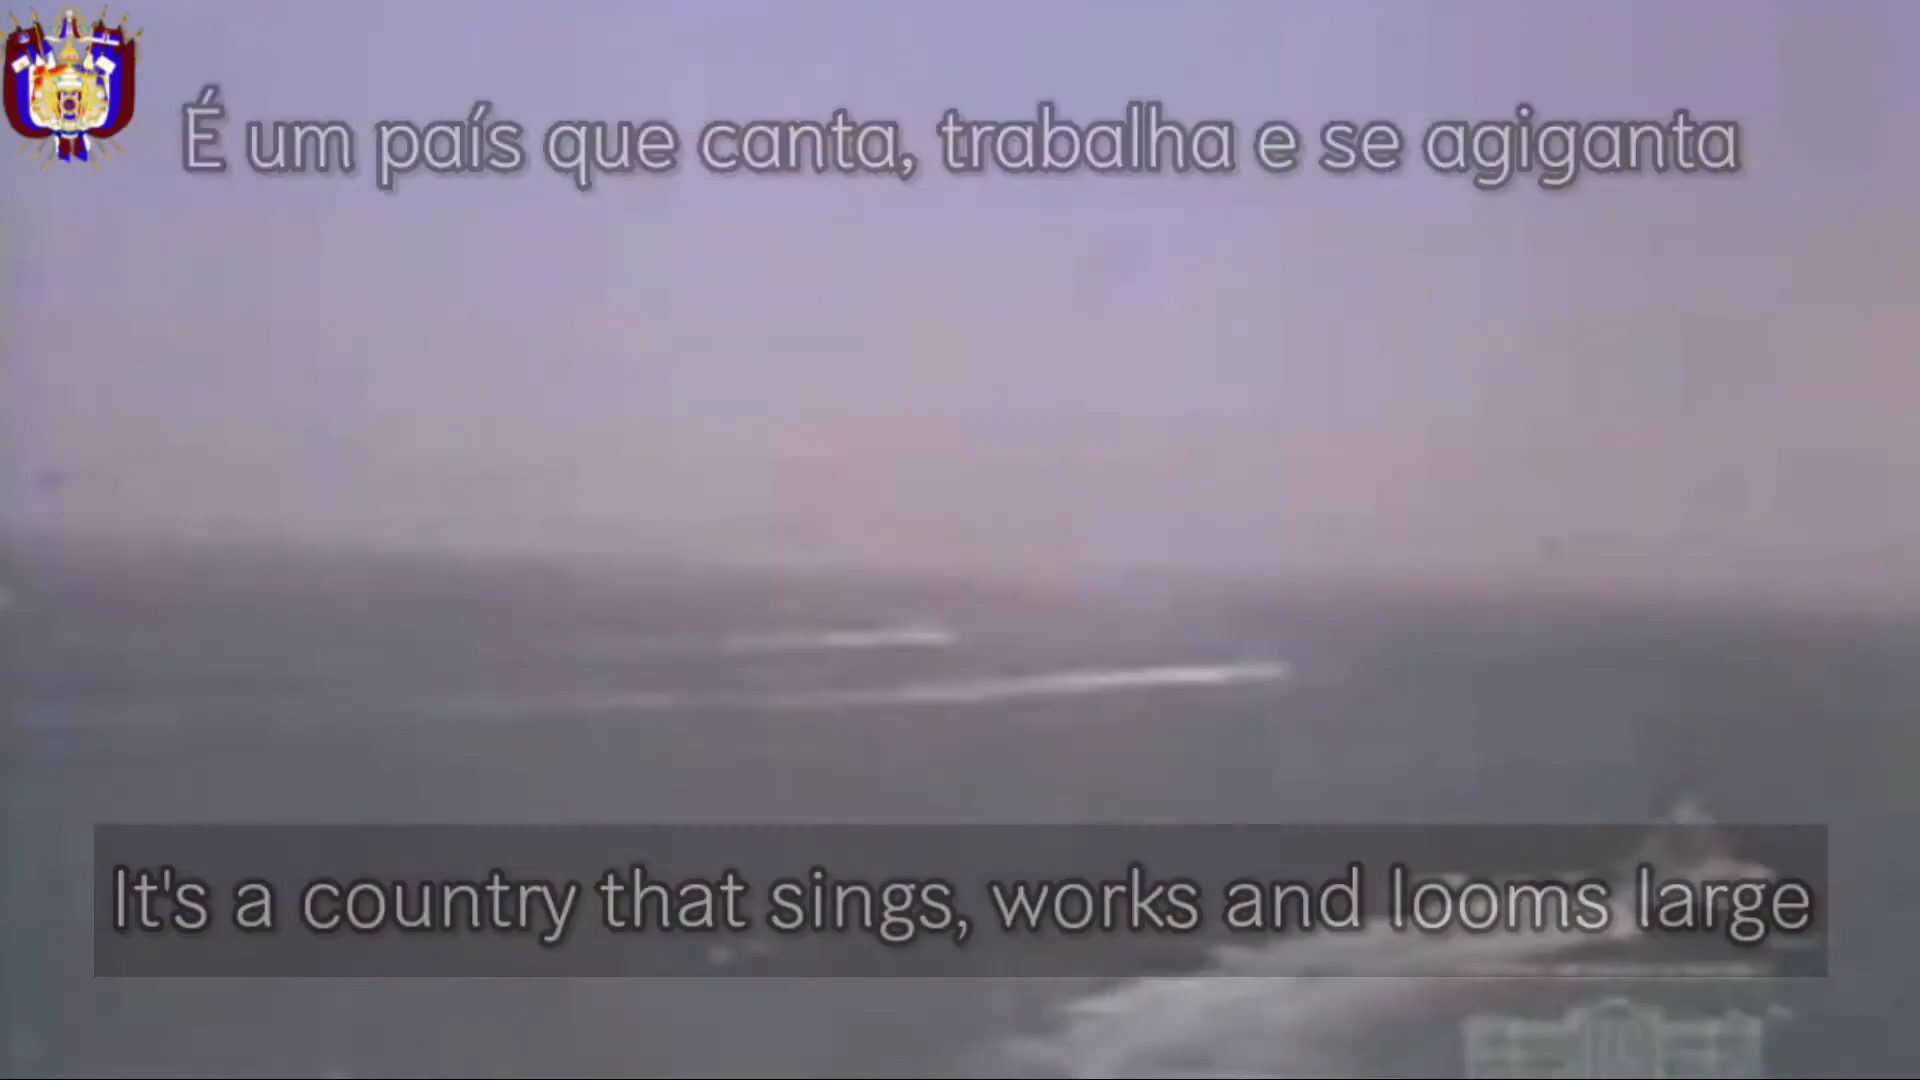 É um país que canta, trabalha e se agiganta
It's a country that sings, works and looms large